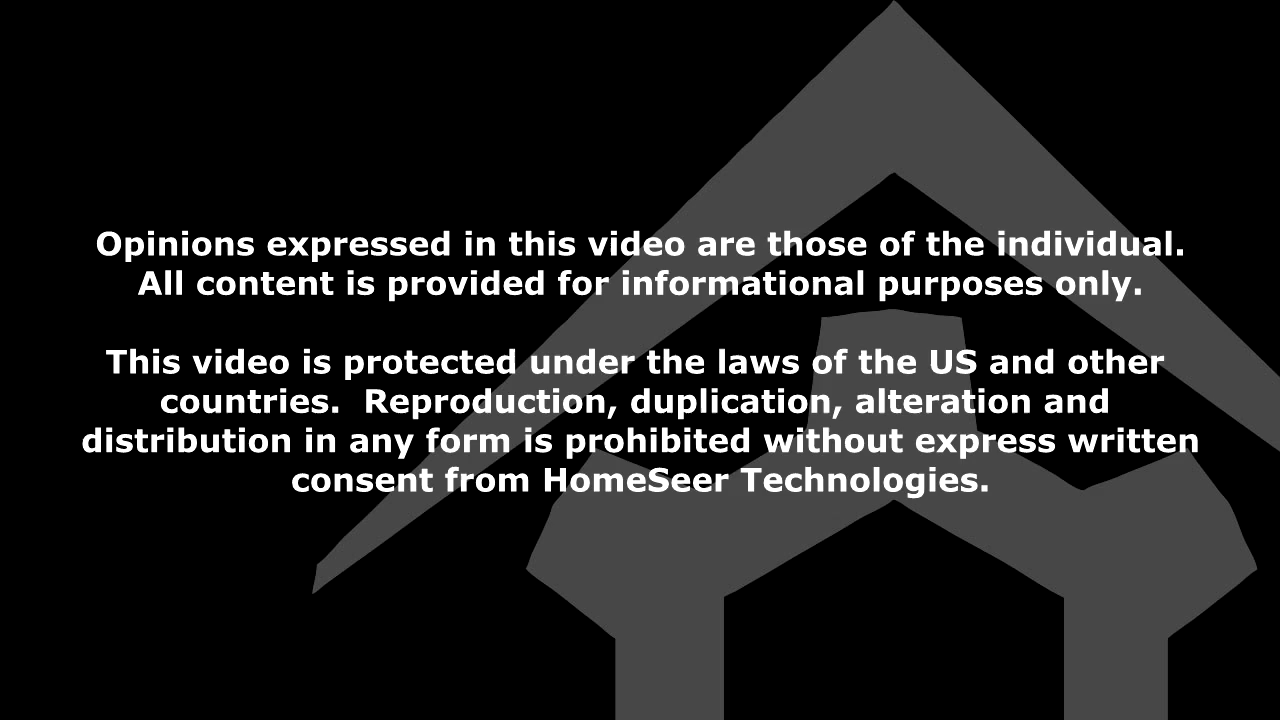 Opinions expressed in this video are those of the individual.
All content is provided for informational purposes only.
This video is protected under the laws of the US and other
countries.  Reproduction, duplication, alteration and
distribution in any form is prohibited without express written
consent from HomeSeer Technologies.